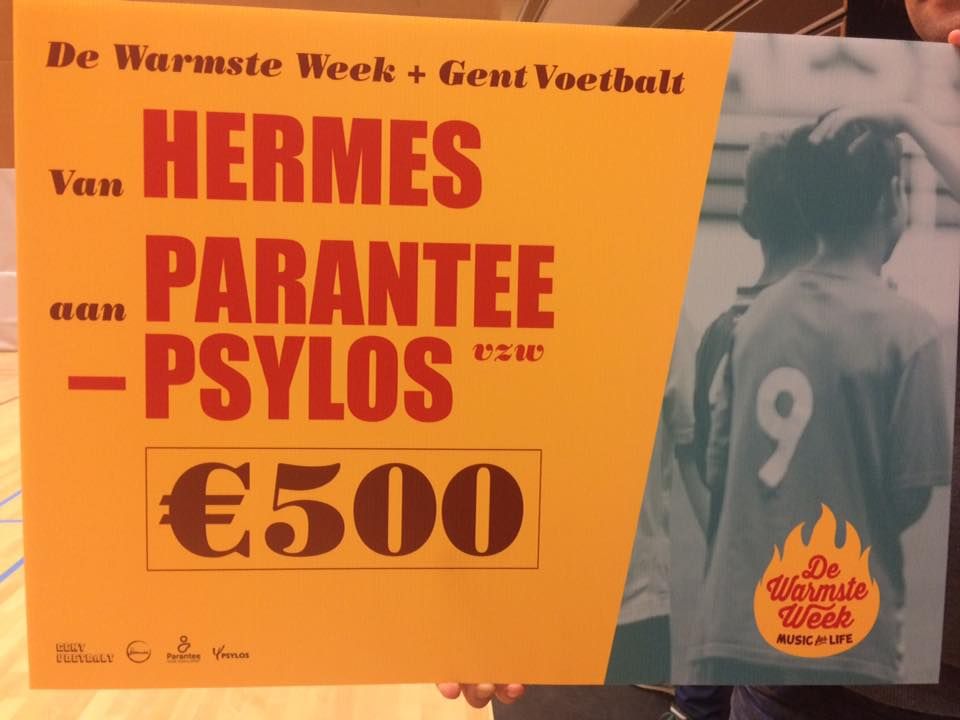 De Warmste Week + Gent Voetbalt
Van HERMES
aan PARANTEE
– PSYLOS vzw
€500
9
De
Warmste
Week
MUSIC for LIFE
GENT
VOETBALT
Parantee
PSYLOS